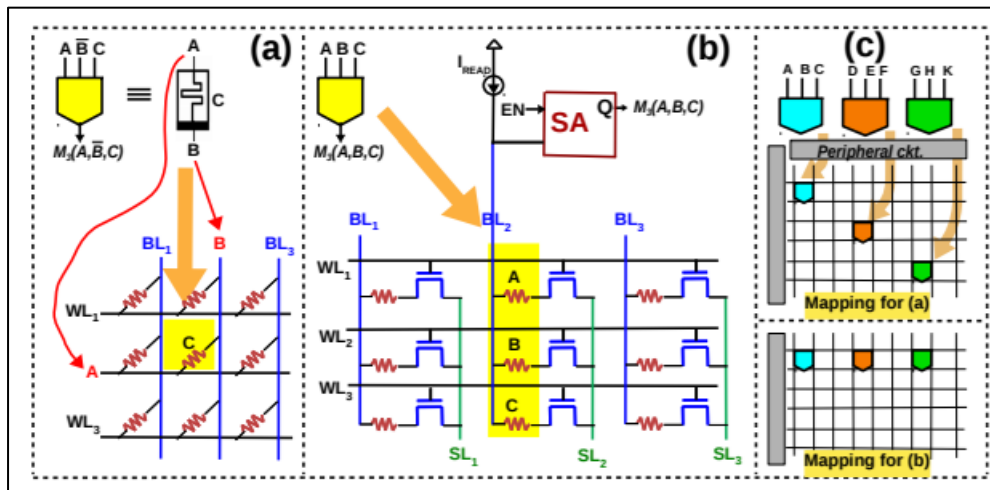 (a)
A B̅ C
A
C
B
M₃(A,B̅,C)
BL₁ B BL₃
WL₁
C
A
WL₃
(b)
A B C
M₃(A,B,C)
I_READ
EN
SA
Q
M₃(A,B,C)
BL₁ BL₂ BL₃
WL₁
A
WL₂
B
WL₃
C
SL₁ SL₂ SL₃
(c)
A B C D E F G H K
Peripheral ckt.
Mapping for (a)
Mapping for (b)